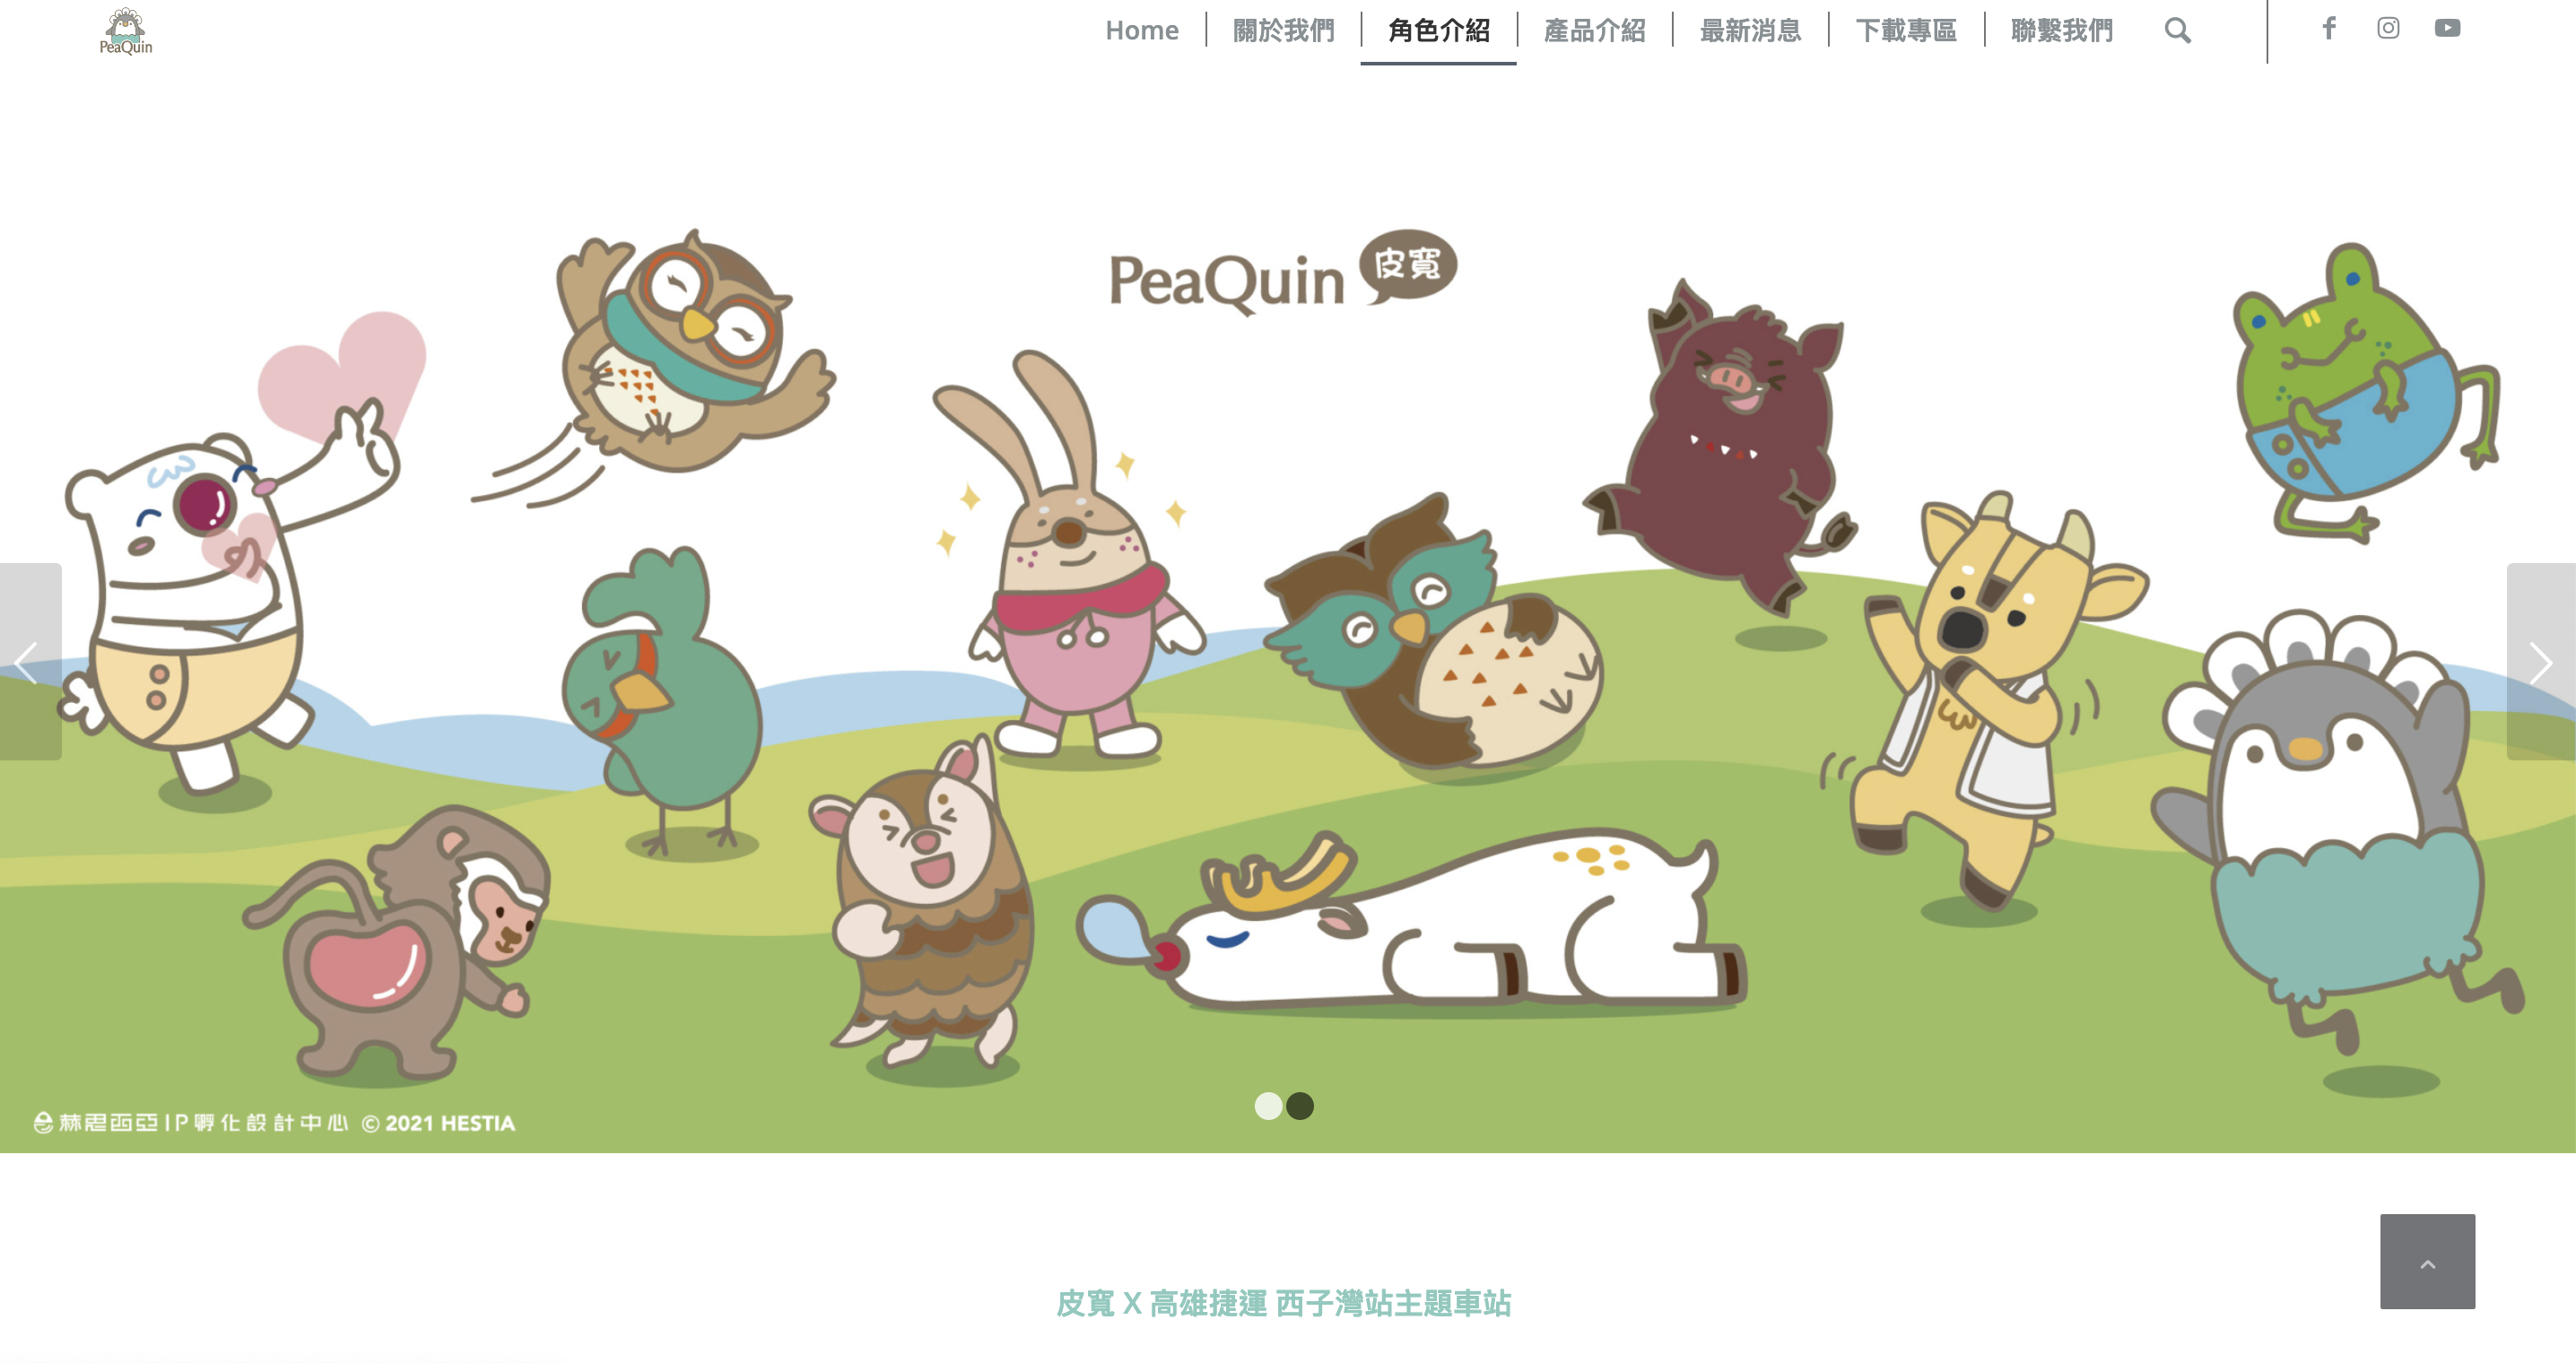 PeaQuin
Home
關於我們
角色介紹
產品介紹
最新消息
下載專區
聯繫我們
PeaQuin 皮寬
赫思西亞IP孵化設計中心 © 2021 HESTIA
皮寬 X 高雄捷運 西子灣站主題車站